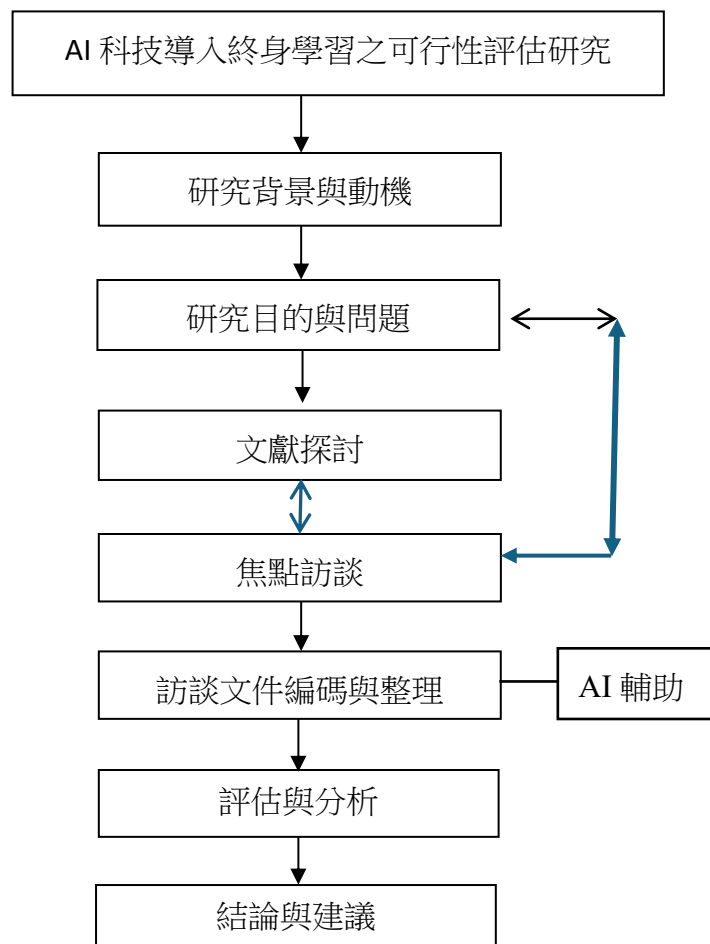 AI 科技導入終身學習之可行性評估研究
研究背景與動機
研究目的與問題
文獻探討
焦點訪談
訪談文件編碼與整理
AI 輔助
評估與分析
結論與建議